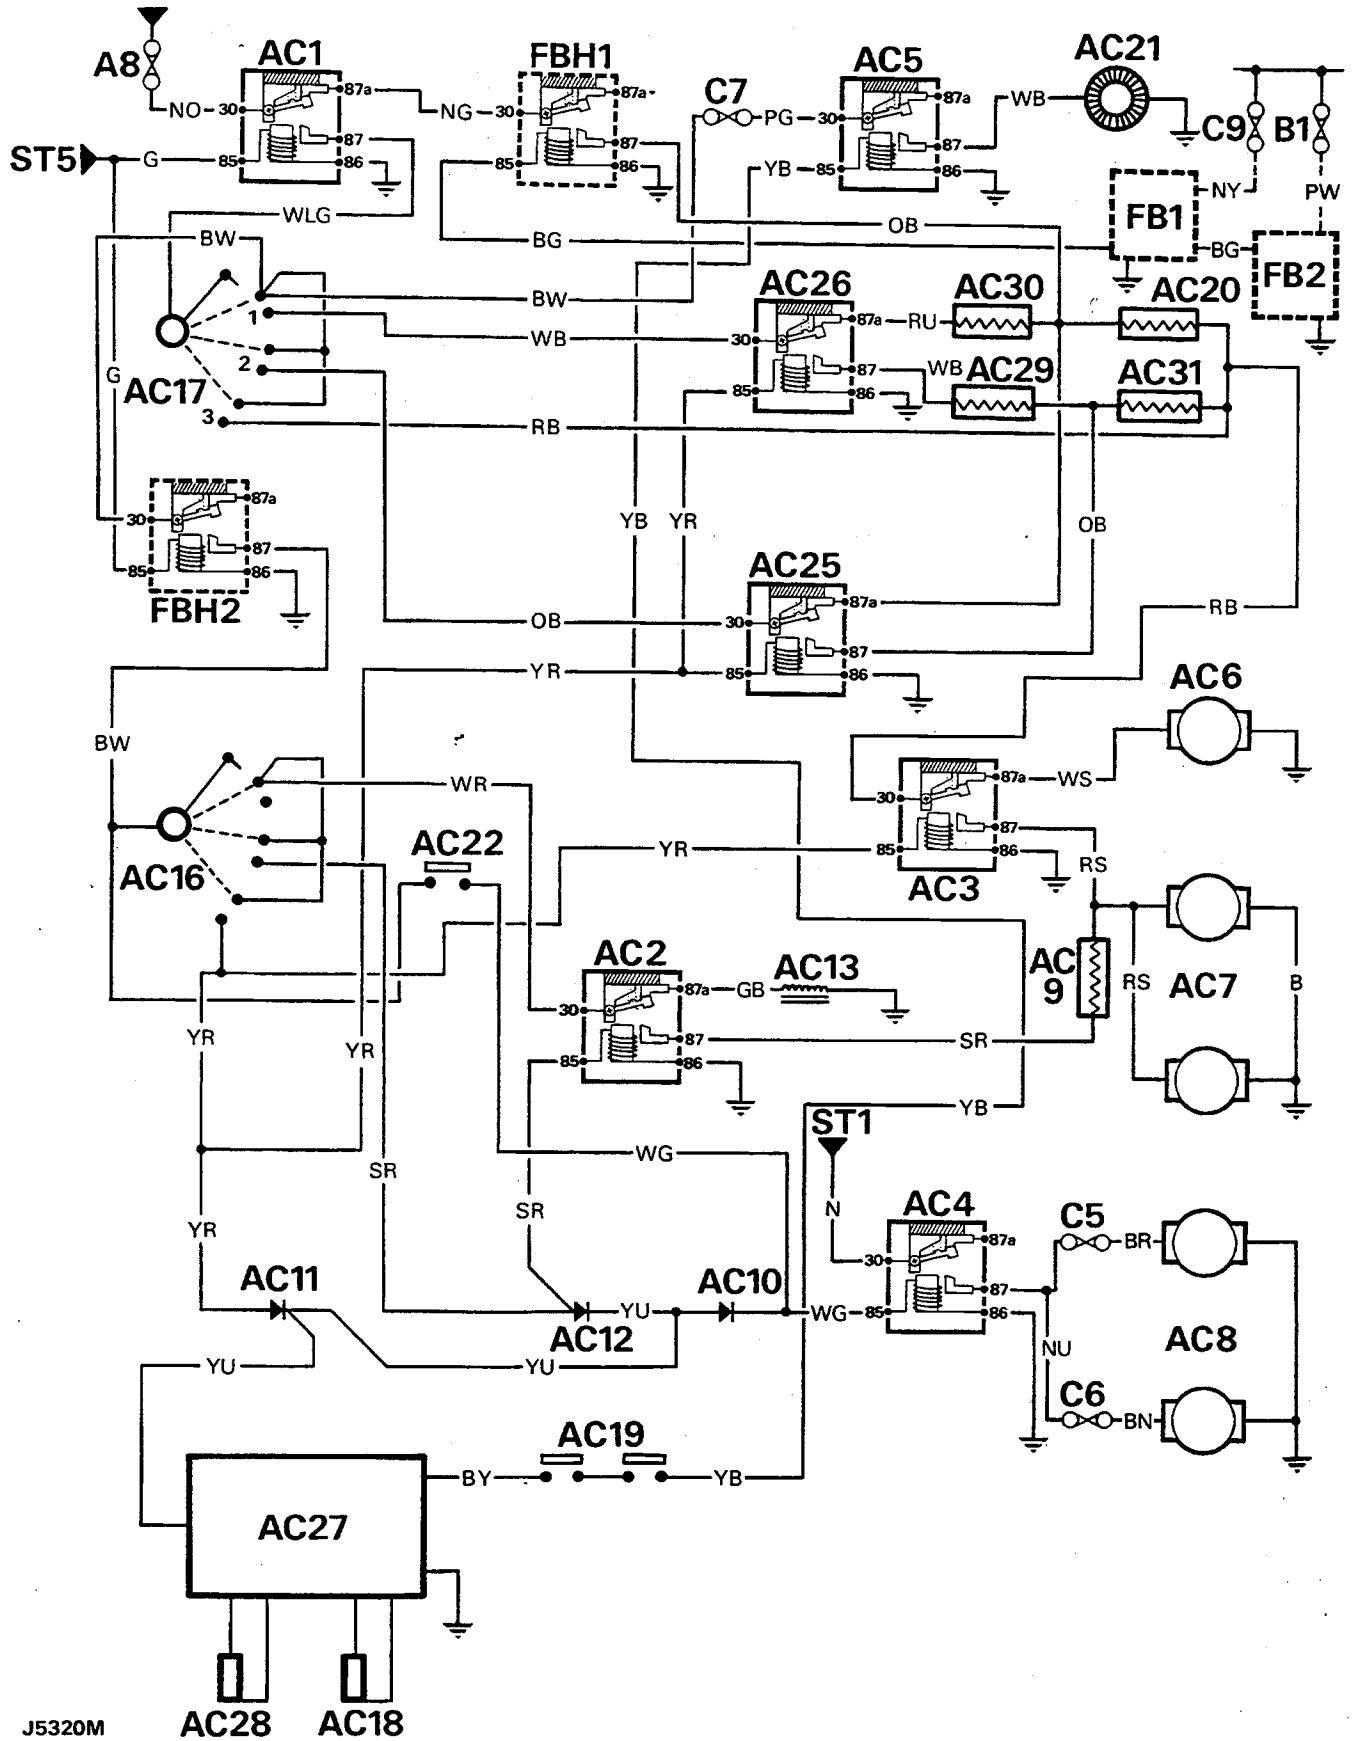 A8
AC1
FBH1
C7
AC5
AC21
C9
B1
NO
30
87a
NG
30
87a
PG
30
87a
WB
87
87
87
ST5
G
85
86
85
86
YB
85
86
NY
PW
FB1
WLG
BW
BG
OB
BG
FB2
BW
AC26
AC30
AC20
1
WB
30
87a
RU
2
G
AC17
87
WB
AC29
AC31
85
86
3
RB
87a
30
YB
YR
OB
87
85
86
FBH2
AC25
87a
RB
OB
30
87
YR
85
86
AC6
BW
WR
87a
WS
30
AC16
AC22
YR
87
85
86
RS
AC3
AC2
AC13
AC
9
RS
AC7
B
87a
GB
30
YR
YR
87
SR
85
86
YB
ST1
SR
WG
N
AC4
C5
YR
SR
87a
BR
30
AC11
AC10
87
YU
WG
85
86
AC12
NU
AC8
YU
YU
C6
BN
AC19
BY
YB
AC27
AC28
AC18
J5320M